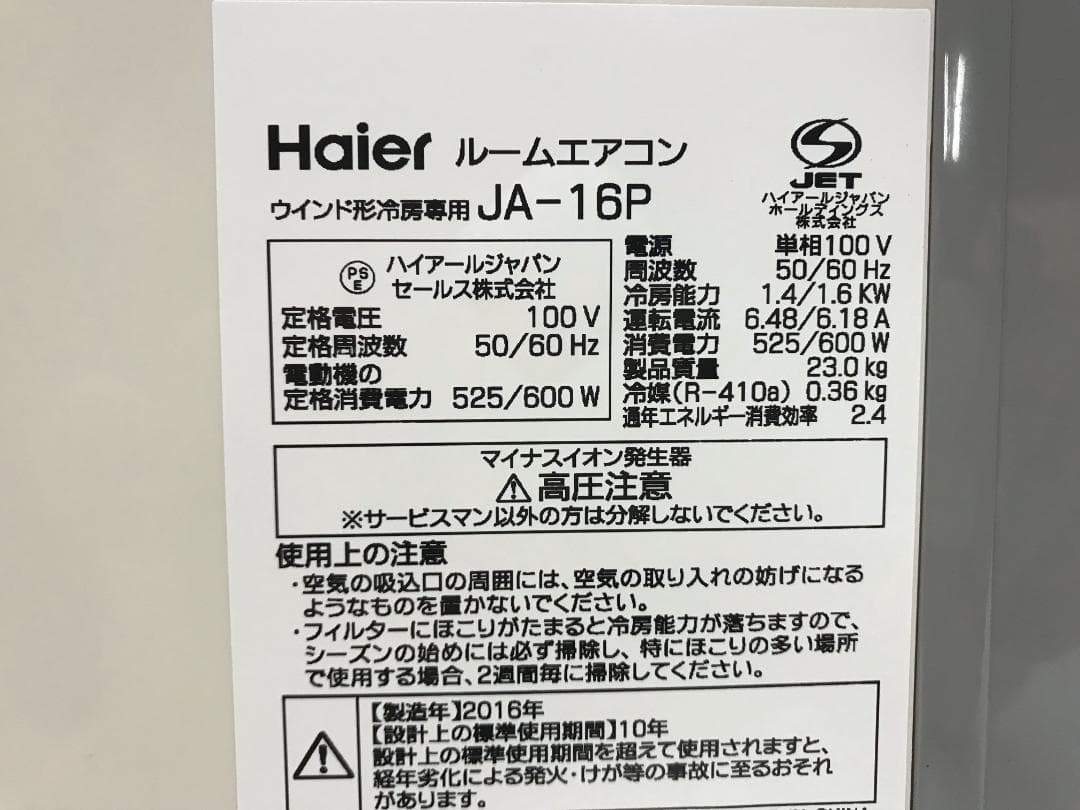 Haier ルームエアコン
ウインド形冷房専用 JA-16P
JET
ハイアールジャパン
ホールディングス
株式会社
PS
E
ハイアールジャパン
セールス株式会社
定格電圧 100 V
定格周波数 50/60 Hz
電動機の
定格消費電力 525/600 W
電源 単相100 V
周波数 50/60 Hz
冷房能力 1.4/1.6 KW
運転電流 6.48/6.18 A
消費電力 525/600 W
製品質量 23.0 kg
冷媒(R-410a) 0.36 kg
通年エネルギー消費効率 2.4
マイナスイオン発生器
高圧注意
※サービスマン以外の方は分解しないでください。
使用上の注意
・空気の吸込口の周囲には、空気の取り入れの妨げになる
ようなものを置かないでください。
・フィルターにほこりがたまると冷房能力が落ちますので、
シーズンの始めには必ず掃除し、特にほこりの多い場所
で使用する場合、2週間毎に掃除してください。
【製造年】2016年
【設計上の標準使用期間】10年
設計上の標準使用期間を超えて使用されますと、
経年劣化による発火・けが等の事故に至るおそれ
があります。